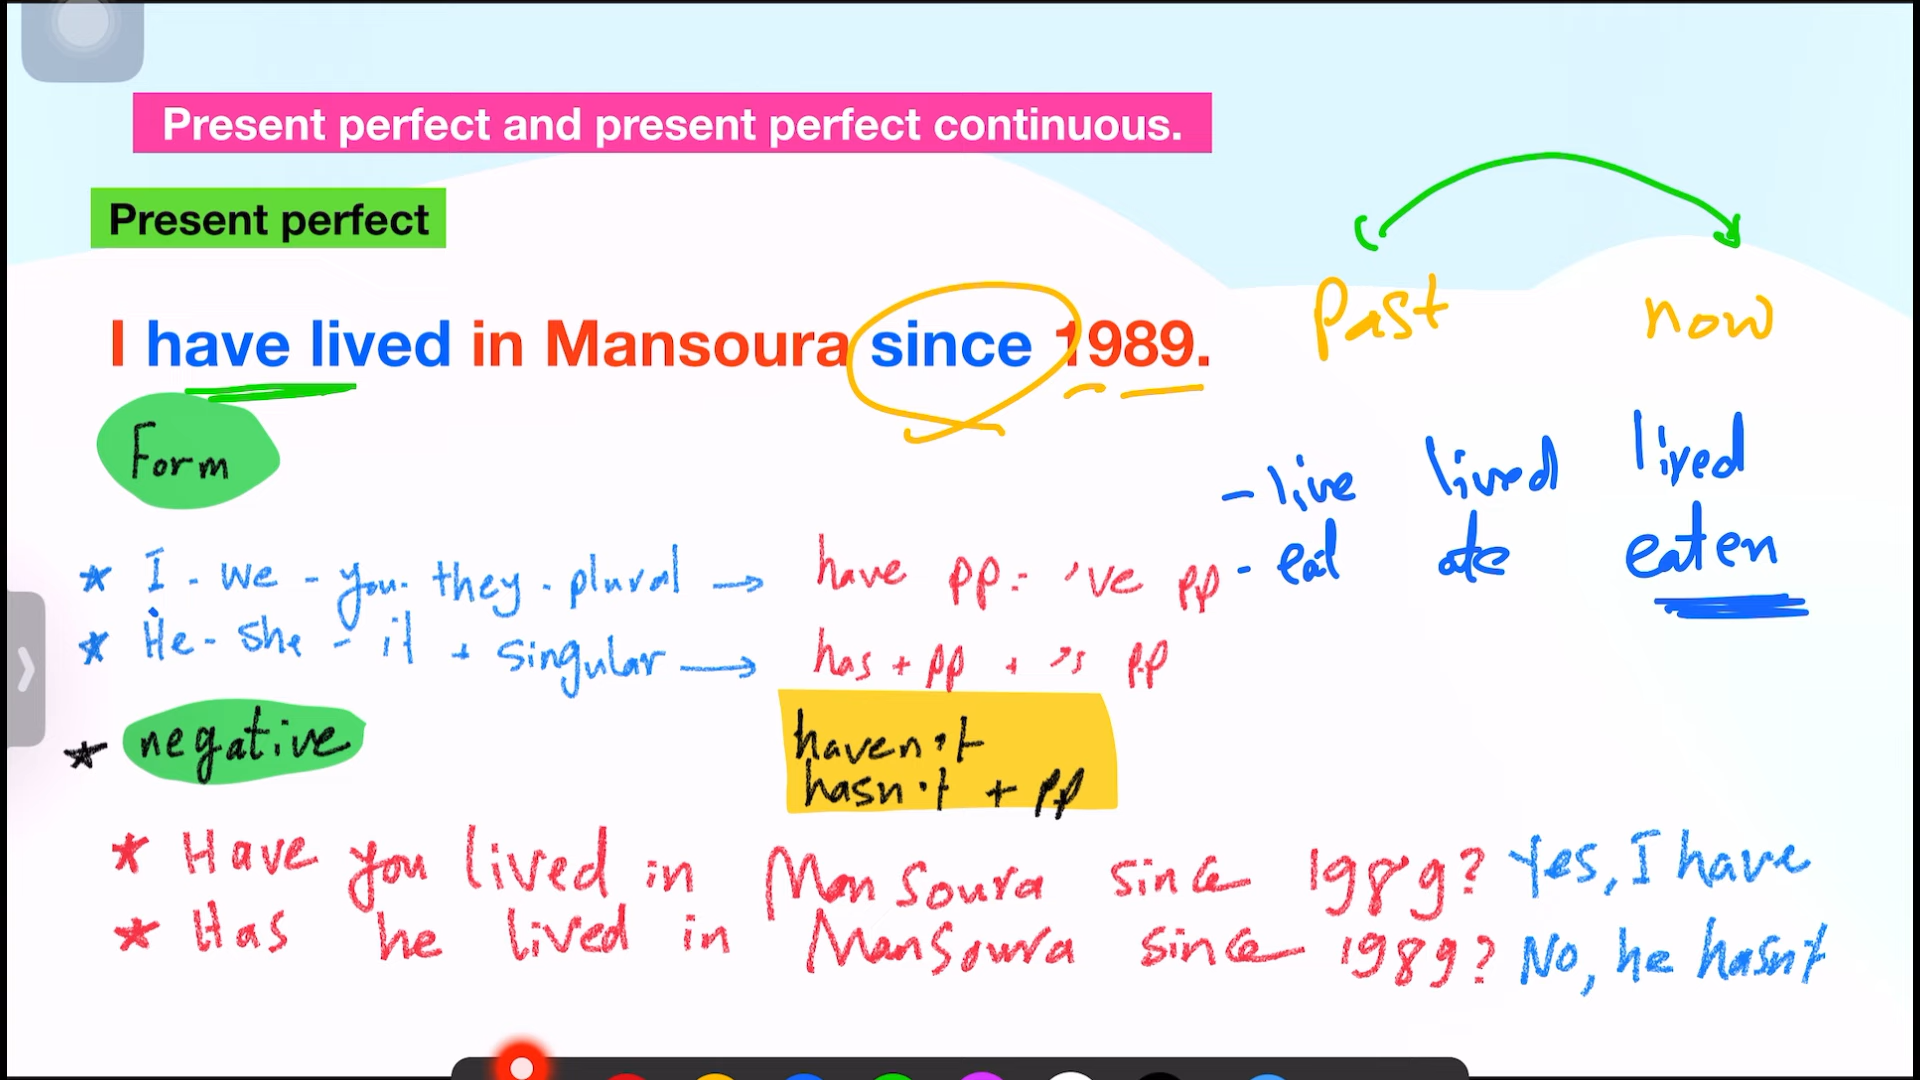 Present perfect and present perfect continuous.
Present perfect
I have lived in Mansoura since 1989.
Past now
Form
- live lived lived
- eat ate eaten
* I - we - you - they - plural → have pp = 've pp
* He - she - it + singular → has + pp + 's pp
* negative
haven't
hasn't + pp
* Have you lived in Mansoura since 1989? Yes, I have
* Has he lived in Mansoura since 1989? No, he hasn't